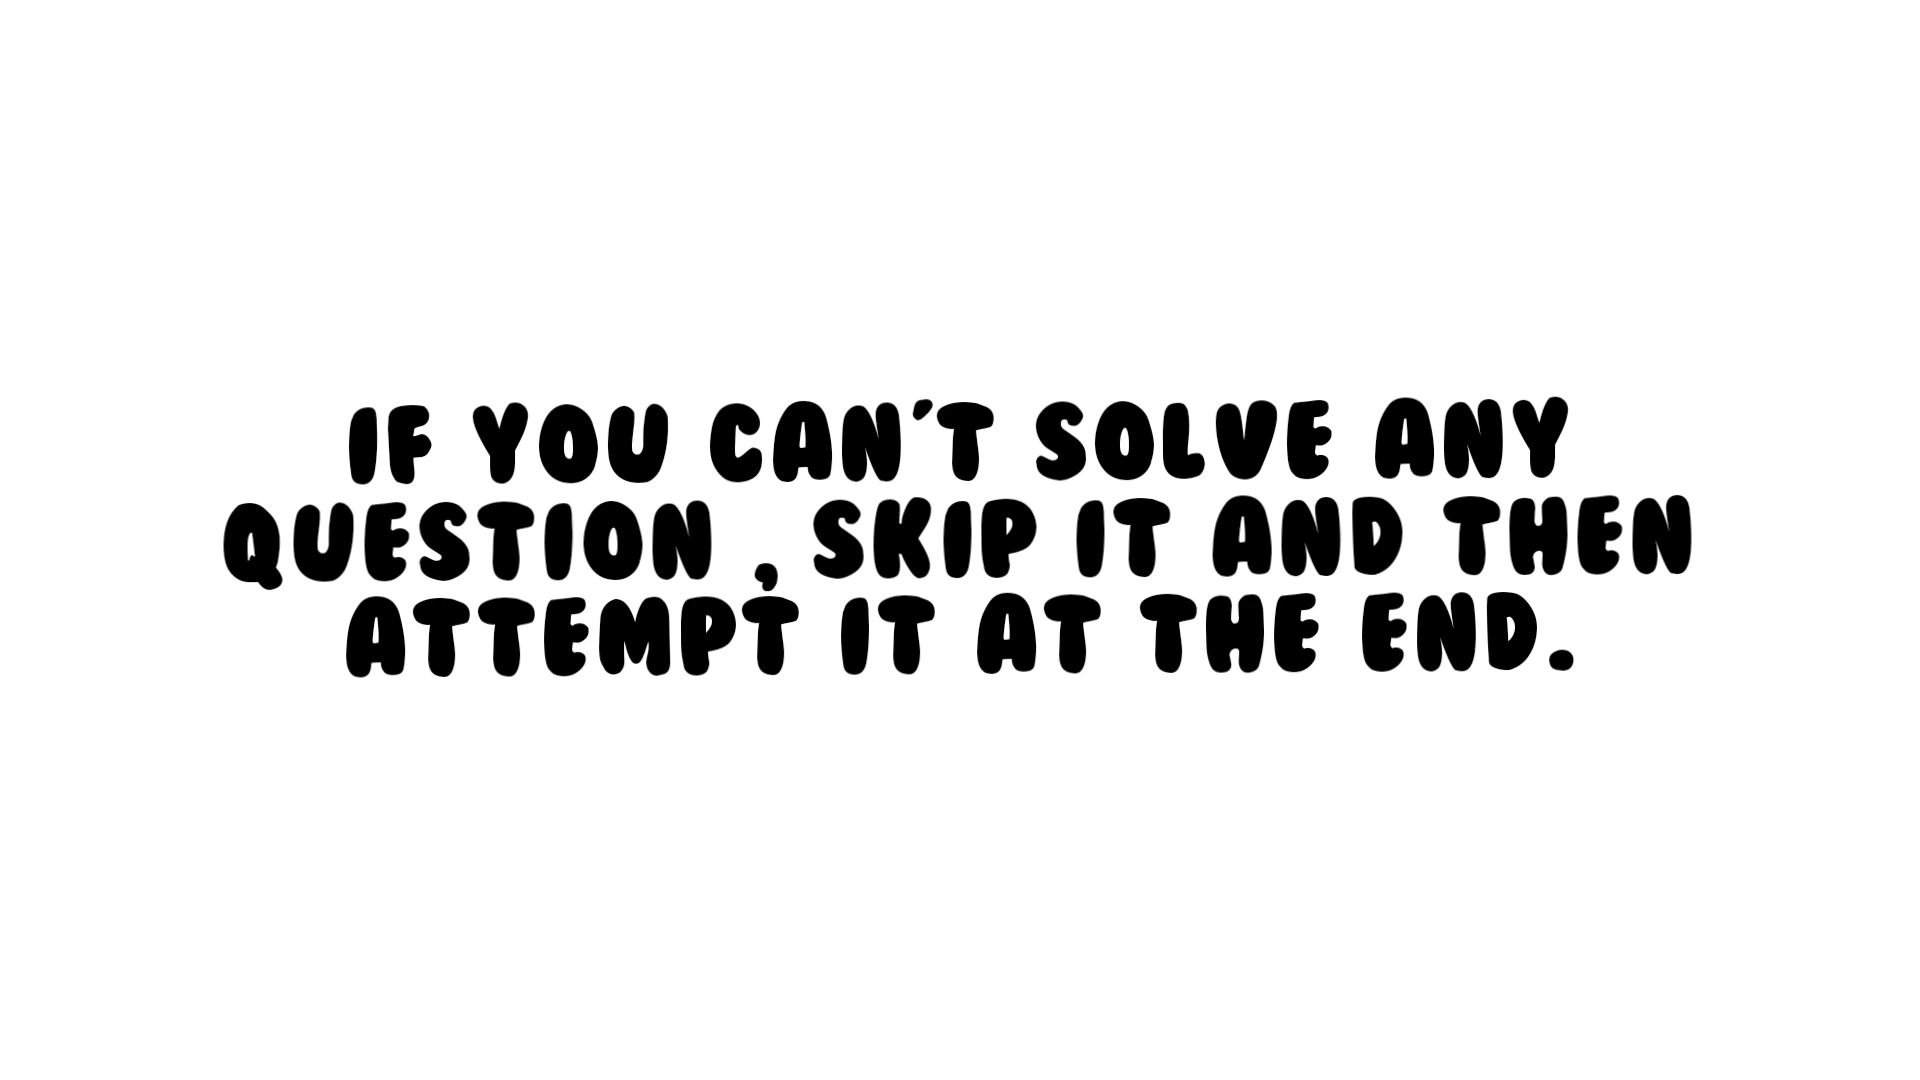 IF YOU CAN'T SOLVE ANY
QUESTION , SKIP IT AND THEN
ATTEMPT IT AT THE END.